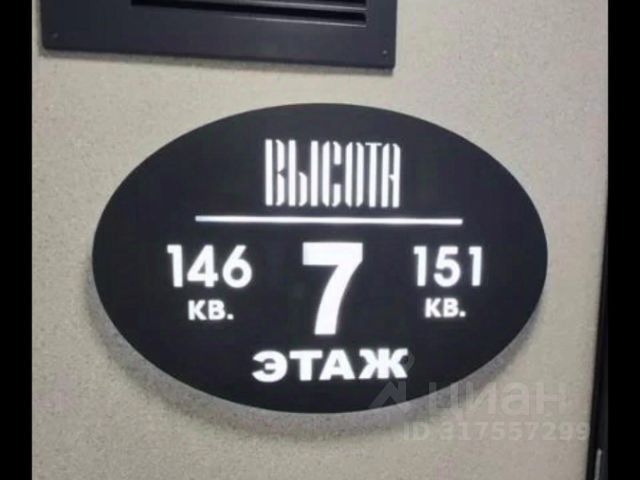 ВЫСОТА
146 7 151
КВ. КВ.
ЭТАЖ
циан
ID 317557299